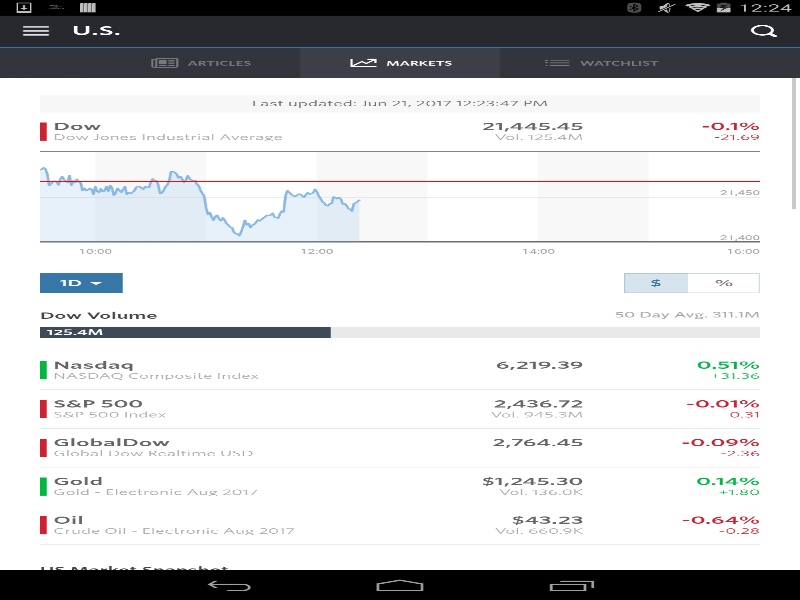 12:24
U.S.
ARTICLES MARKETS WATCHLIST
Last updated: Jun 21, 2017 12:23:47 PM
Dow 21,445.45 -0.1%
Dow Jones Industrial Average Vol. 125.4M -21.69
21,450
21,400
10:00 12:00 14:00 16:00
1D $ %
Dow Volume 50 Day Avg. 311.1M
125.4M
Nasdaq 6,219.39 0.51%
NASDAQ Composite Index +31.36
S&P 500 2,436.72 -0.01%
S&P 500 Index Vol. 945.3M 0.31
GlobalDow 2,764.45 -0.09%
Global Dow Realtime USD -2.36
Gold $1,245.30 0.14%
Gold - Electronic Aug 2017 Vol. 136.0K +1.80
Oil $43.23 -0.64%
Crude Oil - Electronic Aug 2017 Vol. 660.9K -0.28
US Market Snapshot